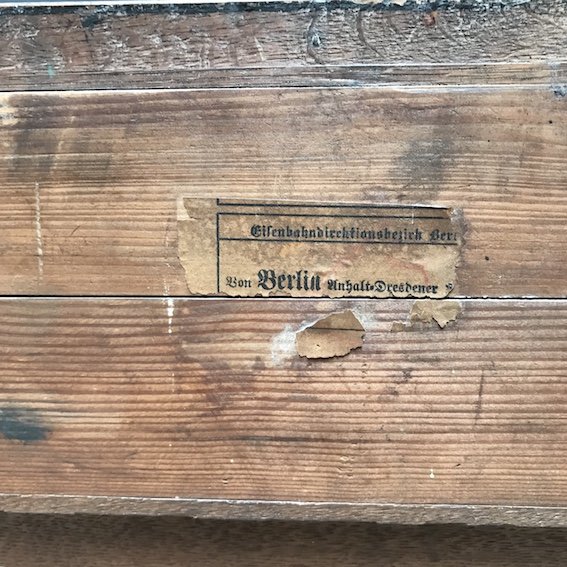 Eisenbahndirektionsbezirk
Von Berlin Anhalt-Dresdener